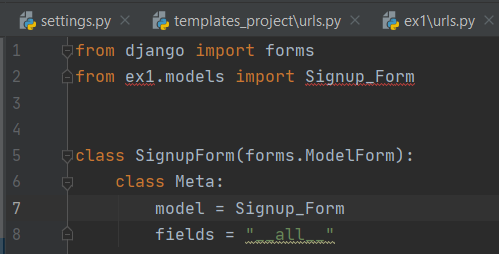 settings.py templates_project\urls.py ex1\urls.py
1 from django import forms
2 from ex1.models import Signup_Form
3
4
5 class SignupForm(forms.ModelForm):
6 class Meta:
7 model = Signup_Form
8 fields = "__all__"